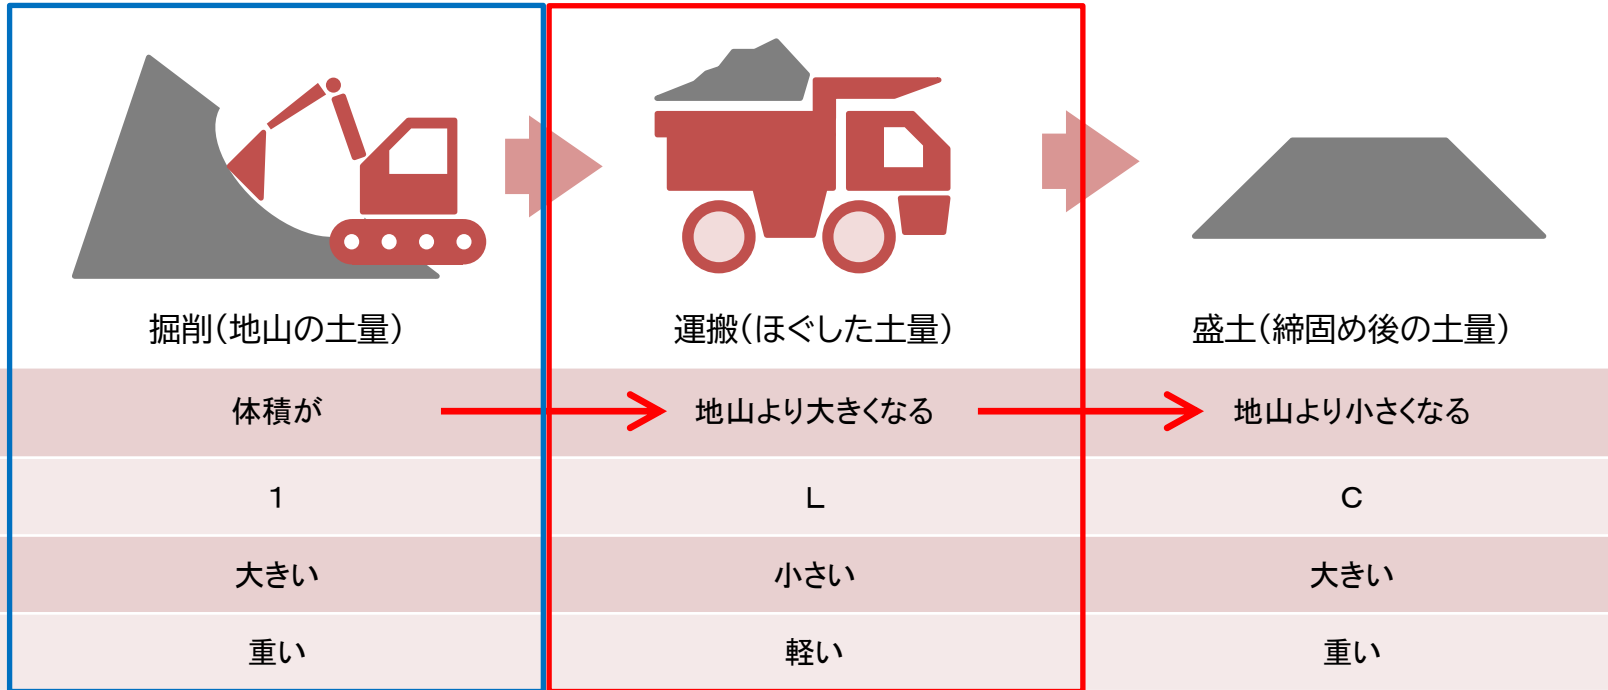 掘削（地山の土量） 運搬（ほぐした土量） 盛土（締固め後の土量）
体積が 地山より大きくなる 地山より小さくなる
１ Ｌ Ｃ
大きい 小さい 大きい
重い 軽い 重い